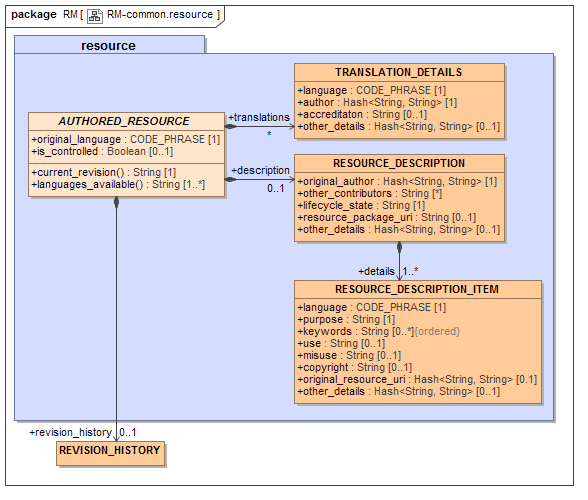 package RM [ RM-common.resource ]
resource
TRANSLATION_DETAILS
+language : CODE_PHRASE [1]
+author : Hash<String, String> [1]
+accreditaton : String [0..1]
+other_details : Hash<String, String> [0..1]
AUTHORED_RESOURCE
+original_language : CODE_PHRASE [1]
+is_controlled : Boolean [0..1]
+current_revision() : String [1]
+languages_available() : String [1..*]
+translations
*
+description
0..1
RESOURCE_DESCRIPTION
+original_author : Hash<String, String> [1]
+other_contributors : String [*]
+lifecycle_state : String [1]
+resource_package_uri : String [0..1]
+other_details : Hash<String, String> [0..1]
+details 1..*
RESOURCE_DESCRIPTION_ITEM
+language : CODE_PHRASE [1]
+purpose : String [1]
+keywords : String [0..*]{ordered}
+use : String [0..1]
+misuse : String [0..1]
+copyright : String [0..1]
+original_resource_uri : Hash<String, String> [0.1]
+other_details : Hash<String, String> [0..1]
+revision_history 0..1
REVISION_HISTORY